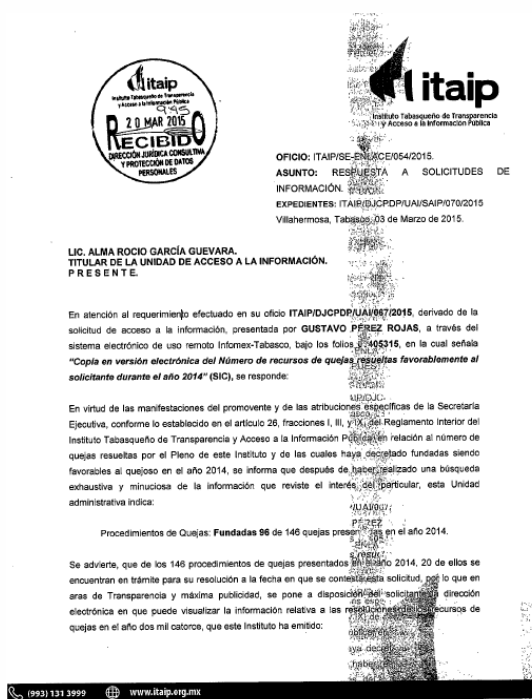 itaip
Instituto Tabasqueño de Transparencia
y Acceso a la Información Pública
20 MAR 2015
RECIBIDO
DIRECCIÓN JURÍDICA CONSULTIVA
Y PROTECCIÓN DE DATOS
PERSONALES
itaip
Instituto Tabasqueño de Transparencia
y Acceso a la Información Pública
OFICIO: ITAIP/SE-ENLACE/054/2015.
ASUNTO: RESPUESTA A SOLICITUDES DE
INFORMACIÓN.
EXPEDIENTES: ITAIP/DJCPDP/UAI/SAIP/070/2015
Villahermosa, Tabasco, 03 de Marzo de 2015.
LIC. ALMA ROCIO GARCÍA GUEVARA.
TITULAR DE LA UNIDAD DE ACCESO A LA INFORMACIÓN.
P R E S E N T E.
En atención al requerimiento efectuado en su oficio ITAIP/DJCPDP/UAI/067/2015, derivado de la
solicitud de acceso a la información, presentada por GUSTAVO PÉREZ ROJAS, a través del
sistema electrónico de uso remoto Infomex-Tabasco, bajo los folios 405315, en la cual señala
"Copia en versión electrónica del Número de recursos de quejas resueltas favorablemente al
solicitante durante el año 2014" (SIC), se responde:
En virtud de las manifestaciones del promovente y de las atribuciones específicas de la Secretaría
Ejecutiva, conforme lo establecido en el artículo 26, fracciones I, III, y IX, del Reglamento Interior del
Instituto Tabasqueño de Transparencia y Acceso a la Información Pública, en relación al número de
quejas resueltas por el Pleno de este Instituto y de las cuales haya decretado fundadas siendo
favorables al quejoso en el año 2014, se informa que después de haber realizado una búsqueda
exhaustiva y minuciosa de la información que reviste el interés del particular, esta Unidad
administrativa indica:
Procedimientos de Quejas: Fundadas 96 de 146 quejas presentadas en el año 2014.
Se advierte, que de los 146 procedimientos de quejas presentados en el año 2014, 20 de ellos se
encuentran en trámite para su resolución a la fecha en que se contesta esta solicitud, por lo que en
aras de Transparencia y máxima publicidad, se pone a disposición del solicitante la dirección
electrónica en que puede visualizar la información relativa a las resoluciones de los recursos de
quejas en el año dos mil catorce, que este Instituto ha emitido:
(993) 131 3999 www.itaip.org.mx